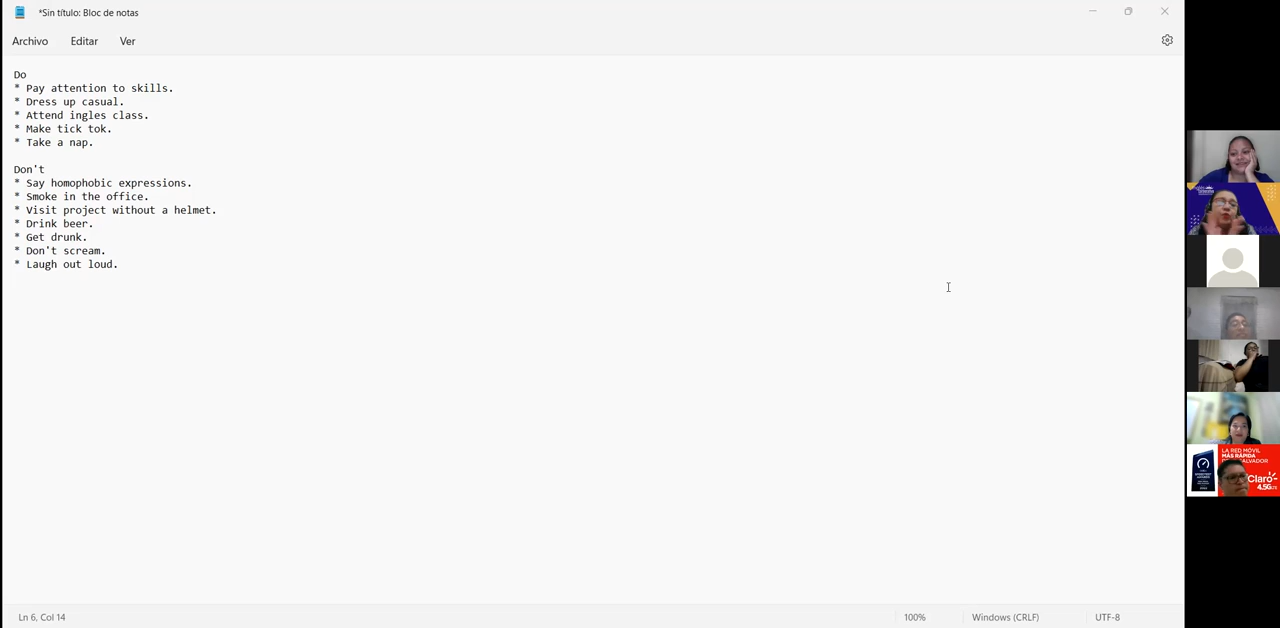 *Sin título: Bloc de notas
Archivo Editar Ver
Do
* Pay attention to skills.
* Dress up casual.
* Attend ingles class.
* Make tick tok.
* Take a nap.
Don't
* Say homophobic expressions.
* Smoke in the office.
* Visit project without a helmet.
* Drink beer.
* Get drunk.
* Don't scream.
* Laugh out loud.
LA RED MÓVIL
MÁS RÁPIDA
Claro
4.5G
Ln 6, Col 14
100%
Windows (CRLF)
UTF-8